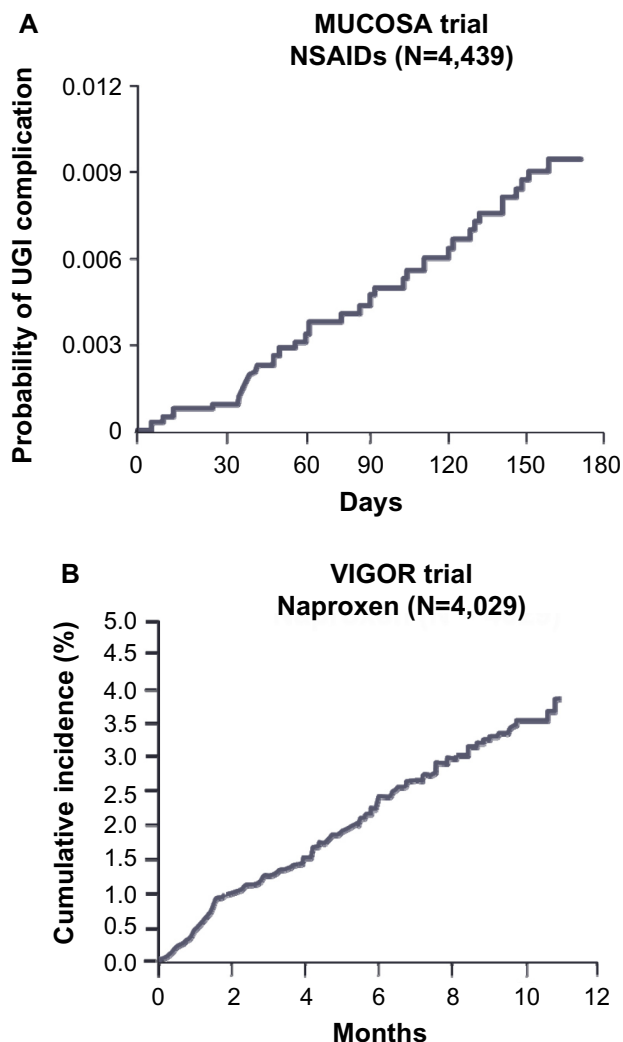 A
MUCOSA trial
NSAIDs (N=4,439)
Probability of UGI complication
0.012
0.009
0.006
0.003
0
0 30 60 90 120 150 180
Days
B
VIGOR trial
Naproxen (N=4,029)
Cumulative incidence (%)
5.0
4.5
4.0
3.5
3.0
2.5
2.0
1.5
1.0
0.5
0.0
0 2 4 6 8 10 12
Months